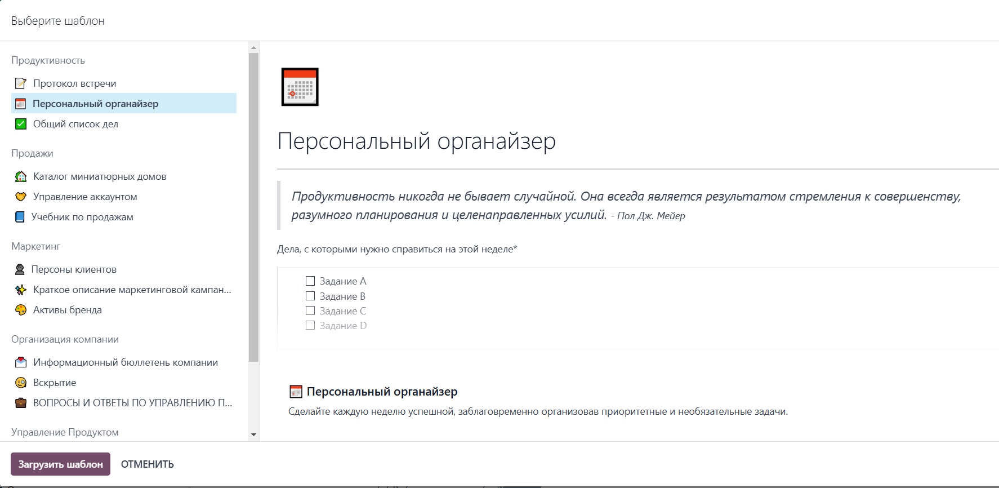 Выберите шаблон
Продуктивность
Протокол встречи
Персональный органайзер
Общий список дел
Продажи
Каталог миниатюрных домов
Управление аккаунтом
Учебник по продажам
Маркетинг
Персоны клиентов
Краткое описание маркетинговой кампан...
Активы бренда
Организация компании
Информационный бюллетень компании
Вскрытие
ВОПРОСЫ И ОТВЕТЫ ПО УПРАВЛЕНИЮ П...
Управление Продуктом
Персональный органайзер
Продуктивность никогда не бывает случайной. Она всегда является результатом стремления к совершенству,
разумного планирования и целенаправленных усилий. - Пол Дж. Мейер
Дела, с которыми нужно справиться на этой неделе*
Задание A
Задание B
Задание C
Задание D
Персональный органайзер
Сделайте каждую неделю успешной, заблаговременно организовав приоритетные и необязательные задачи.
Загрузить шаблон
ОТМЕНИТЬ